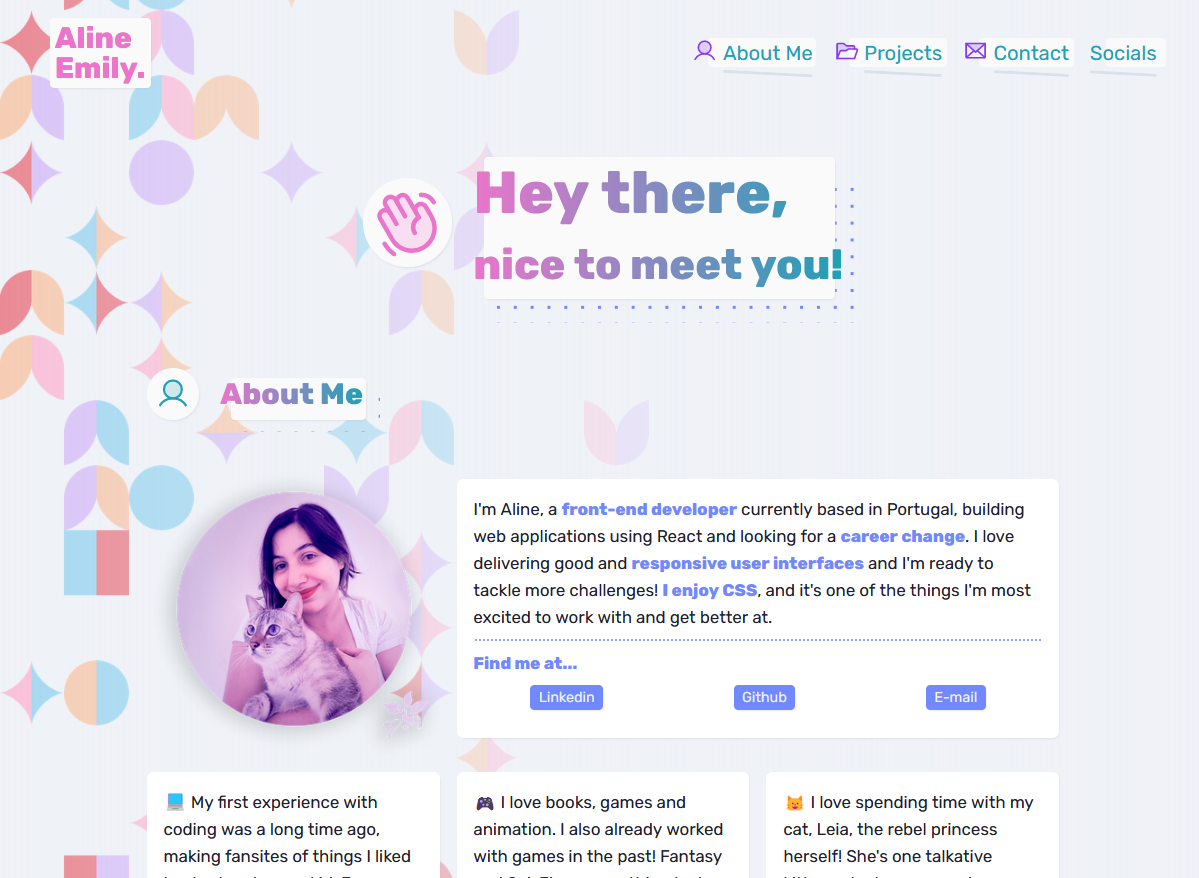 Aline
Emily.
About Me
Projects
Contact
Socials
Hey there,
nice to meet you!
About Me
I'm Aline, a front-end developer currently based in Portugal, building
web applications using React and looking for a career change. I love
delivering good and responsive user interfaces and I'm ready to
tackle more challenges! I enjoy CSS, and it's one of the things I'm most
excited to work with and get better at.
Find me at...
Linkedin
Github
E-mail
💻 My first experience with
coding was a long time ago,
making fansites of things I liked
🎮 I love books, games and
animation. I also already worked
with games in the past! Fantasy
😺 I love spending time with my
cat, Leia, the rebel princess
herself! She's one talkative